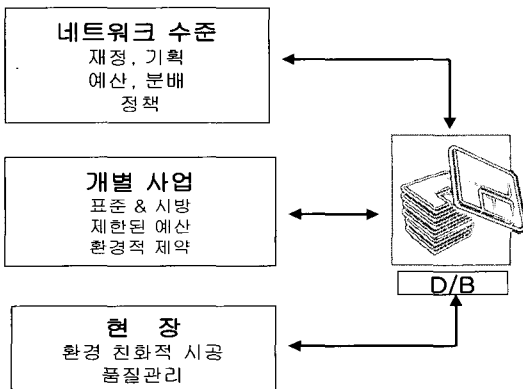 네트워크 수준
재정, 기획
예산, 분배
정책
개별 사업
표준 & 시방
제한된 예산
환경적 제약
D/B
현 장
환경 친화적 시공
품질관리